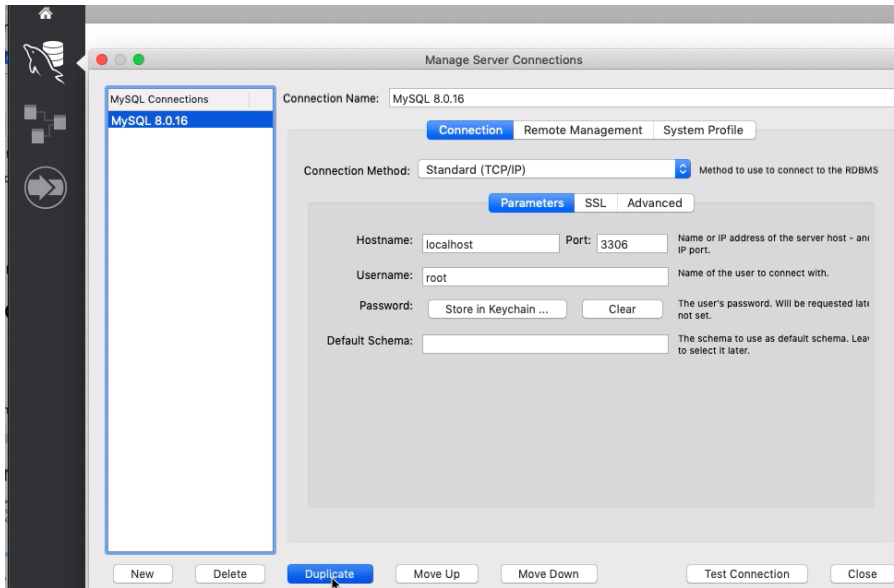 Manage Server Connections
MySQL Connections
MySQL 8.0.16
Connection Name: MySQL 8.0.16
Connection Remote Management System Profile
Connection Method: Standard (TCP/IP) Method to use to connect to the RDBMS
Parameters SSL Advanced
Hostname: localhost Port: 3306 Name or IP address of the server host - and
IP port.
Username: root Name of the user to connect with.
Password: Store in Keychain ... Clear The user's password. Will be requested late
not set.
Default Schema: The schema to use as default schema. Leav
to select it later.
New Delete Duplicate Move Up Move Down Test Connection Close